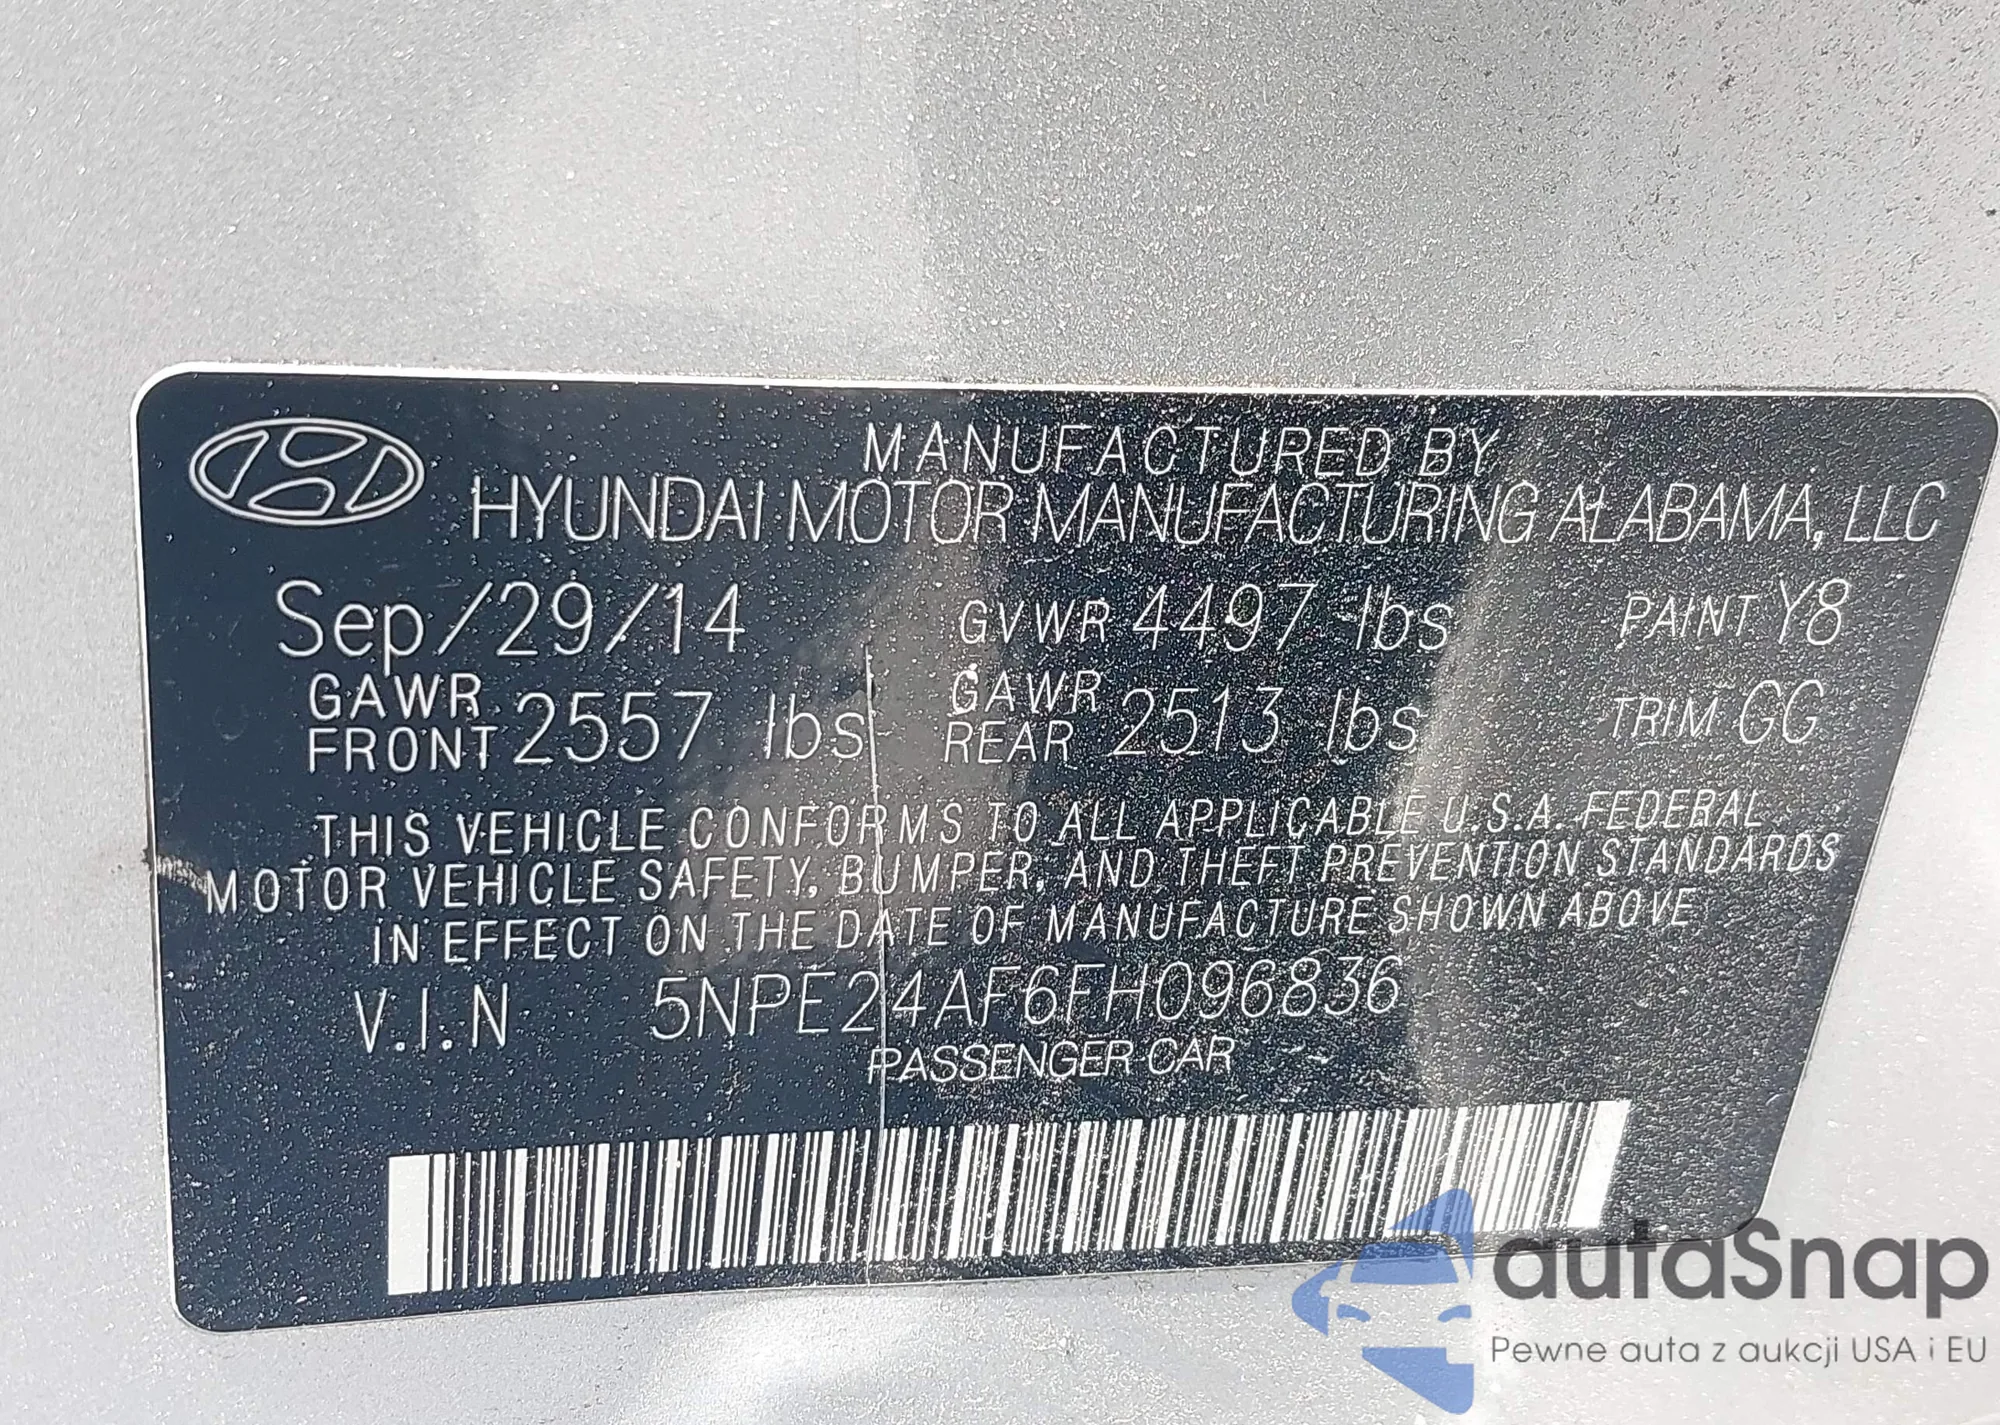 MANUFACTURED BY
HYUNDAI MOTOR MANUFACTURING ALABAMA, LLC
Sep/29/14 GVWR 4497 lbs PAINT Y8
GAWR FRONT 2557 lbs GAWR REAR 2513 lbs TRIM GG
THIS VEHICLE CONFORMS TO ALL APPLICABLE U.S.A. FEDERAL
MOTOR VEHICLE SAFETY, BUMPER, AND THEFT PREVENTION STANDARDS
IN EFFECT ON THE DATE OF MANUFACTURE SHOWN ABOVE
V.I.N 5NPE24AF6FH096836
PASSENGER CAR
autaSnap
Pewne auta z aukcji USA i EU